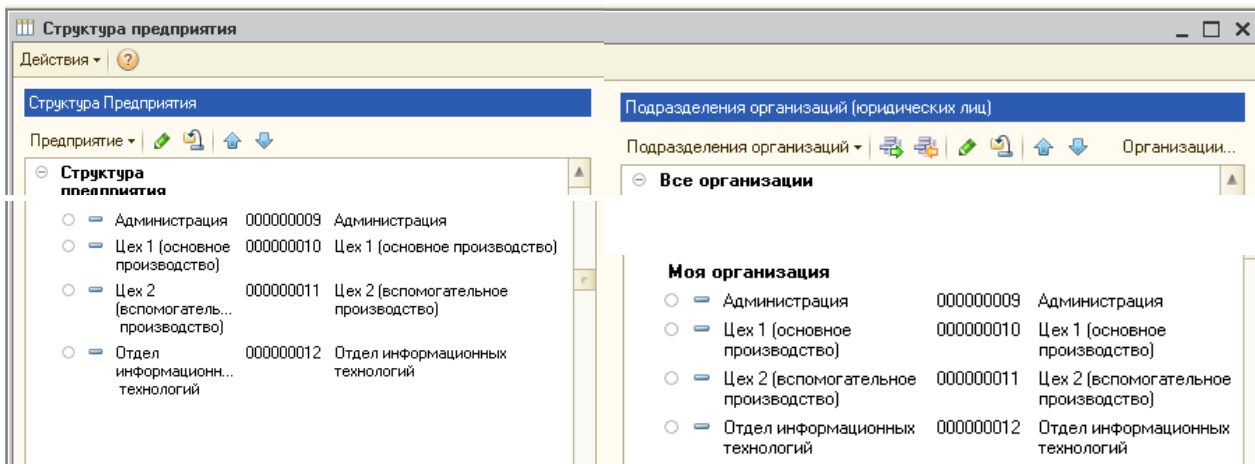 Структура предприятия
Действия
Структура Предприятия
Предприятие
Структура
предприятия
Администрация 000000009 Администрация
Цех 1 (основное 000000010 Цех 1 (основное производство)
производство)
Цех 2 000000011 Цех 2 (вспомогательное
(вспомогатель... производство)
производство)
Отдел 000000012 Отдел информационных
информационн... технологий
технологий
Подразделения организаций (юридических лиц)
Подразделения организаций Организации...
Все организации
Моя организация
Администрация 000000009 Администрация
Цех 1 (основное 000000010 Цех 1 (основное
производство) производство)
Цех 2 (вспомогательное 000000011 Цех 2 (вспомогательное
производство) производство)
Отдел информационных 000000012 Отдел информационных
технологий технологий